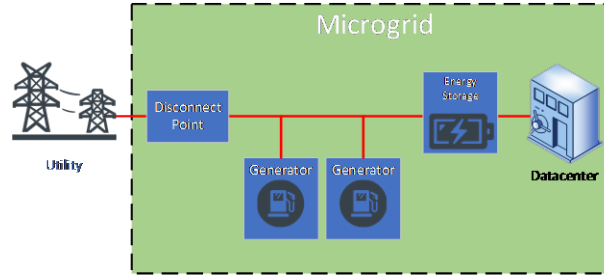 Microgrid
Disconnect
Point
Energy
Storage
Utility
Generator
Generator
Datacenter